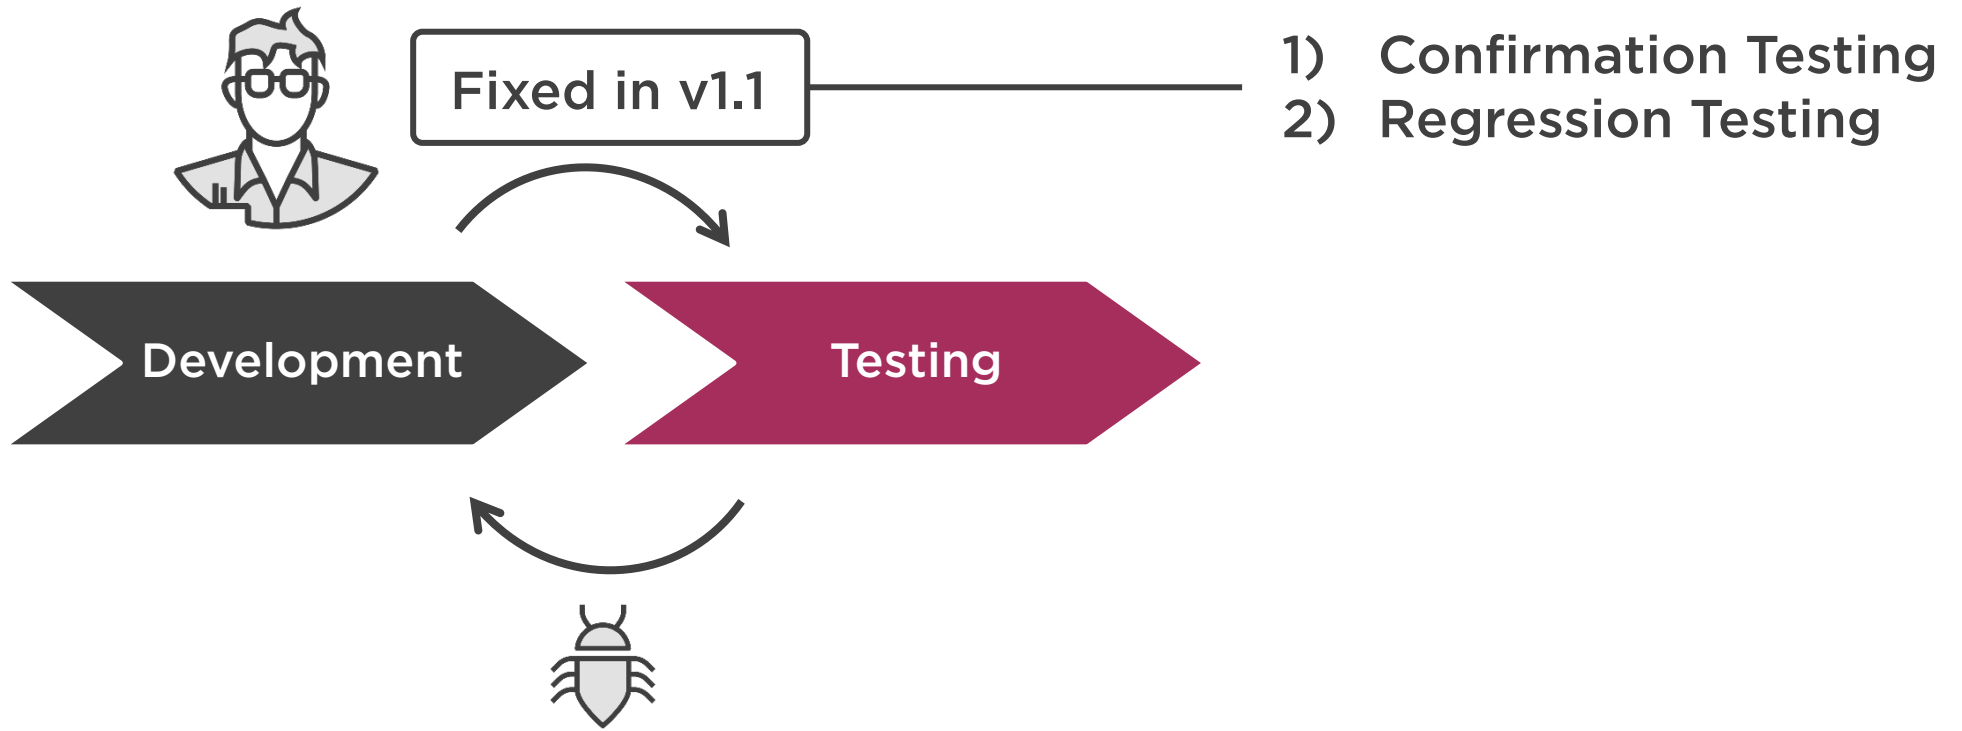 Fixed in v1.1
1) Confirmation Testing
2) Regression Testing
Development
Testing